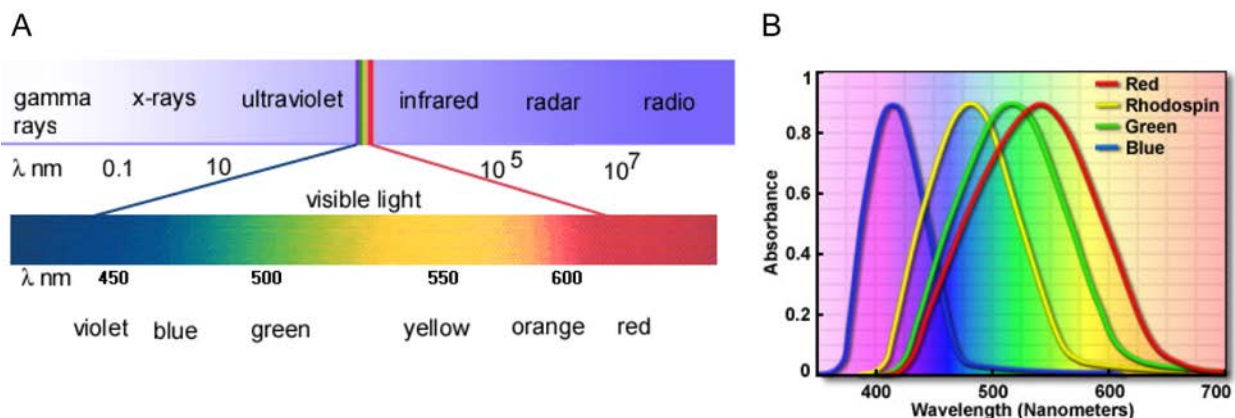 A
gamma rays x-rays ultraviolet infrared radar radio
λ nm 0.1 10 10^5 10^7
visible light
λ nm 450 500 550 600
violet blue green yellow orange red
B
Red
Rhodospin
Green
Blue
Absorbance
1
0.8
0.6
0.4
0.2
0
400 500 600 700
Wavelength (Nanometers)